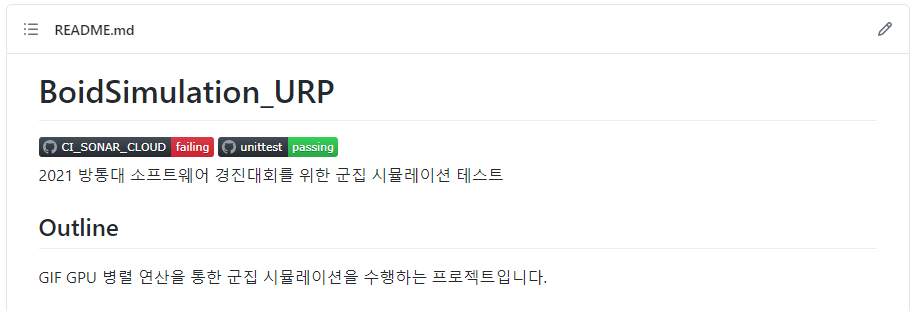 README.md
BoidSimulation_URP
CI_SONAR_CLOUD failing unittest passing
2021 방통대 소프트웨어 경진대회를 위한 군집 시뮬레이션 테스트
Outline
GIF GPU 병렬 연산을 통한 군집 시뮬레이션을 수행하는 프로젝트입니다.